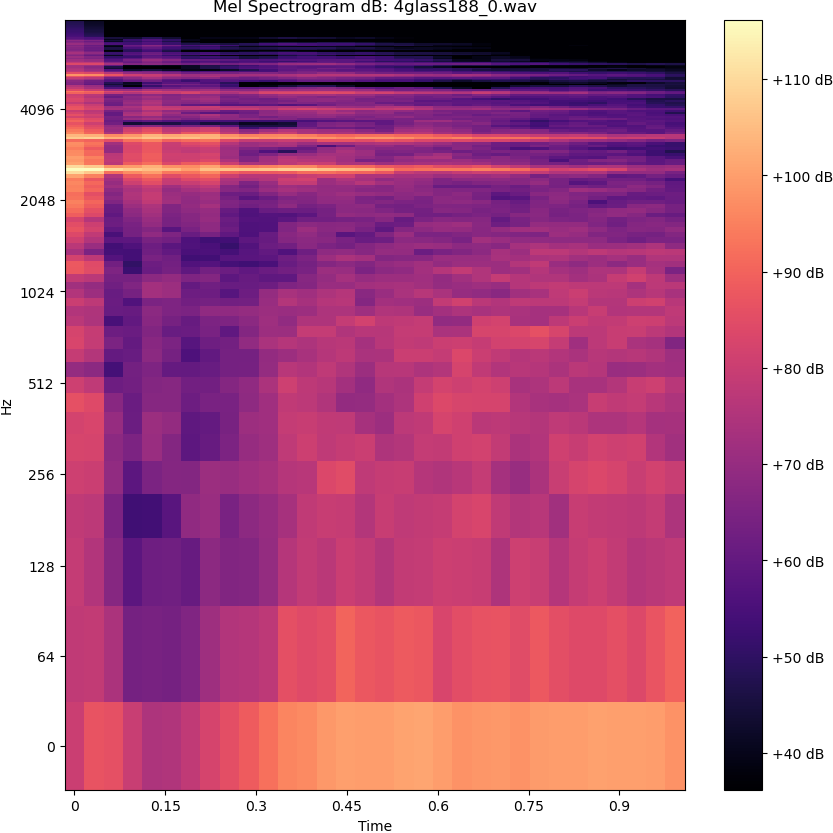 Mel Spectrogram dB: 4glass188_0.wav
4096
2048
1024
512
256
128
64
0
Hz
0
0.15
0.3
0.45
0.6
0.75
0.9
Time
+110 dB
+100 dB
+90 dB
+80 dB
+70 dB
+60 dB
+50 dB
+40 dB